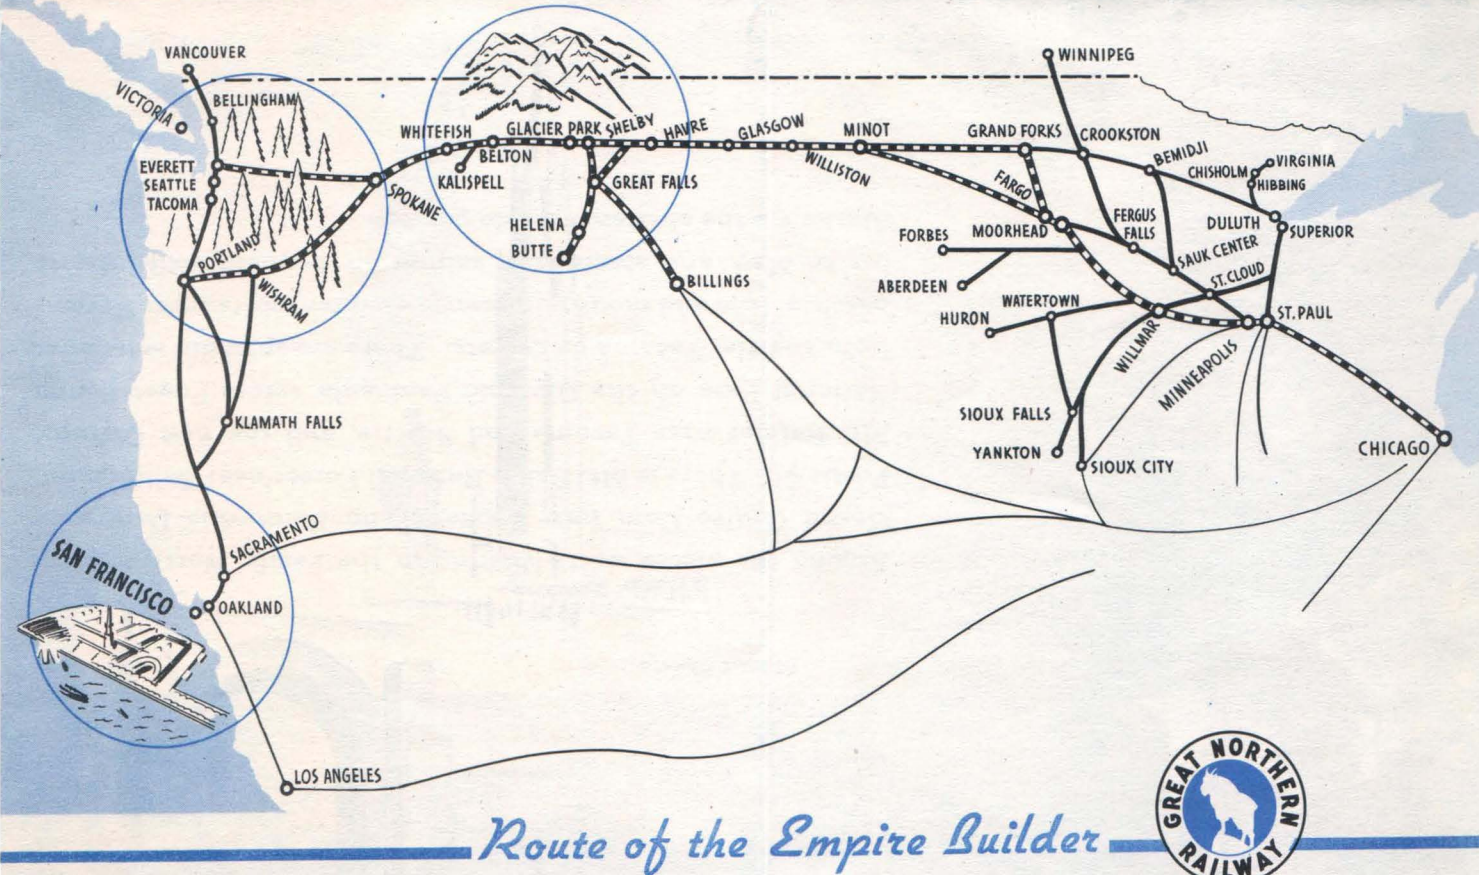 VANCOUVER
VICTORIA
BELLINGHAM
EVERETT
SEATTLE
TACOMA
PORTLAND
WISHRAM
SPOKANE
WHITEFISH
BELTON
KALISPELL
GLACIER PARK
SHELBY
HAVRE
GREAT FALLS
HELENA
BUTTE
BILLINGS
GLASGOW
WILLISTON
MINOT
WINNIPEG
GRAND FORKS
CROOKSTON
BEMIDJI
CHISHOLM
VIRGINIA
HIBBING
FARGO
MOORHEAD
FERGUS
FALLS
DULUTH
SUPERIOR
SAUK CENTER
ST. CLOUD
FORBES
ABERDEEN
WATERTOWN
HURON
WILLMAR
MINNEAPOLIS
ST. PAUL
SIOUX FALLS
YANKTON
SIOUX CITY
CHICAGO
KLAMATH FALLS
SACRAMENTO
SAN FRANCISCO
OAKLAND
LOS ANGELES
Route of the Empire Builder
GREAT NORTHERN
RAILWAY